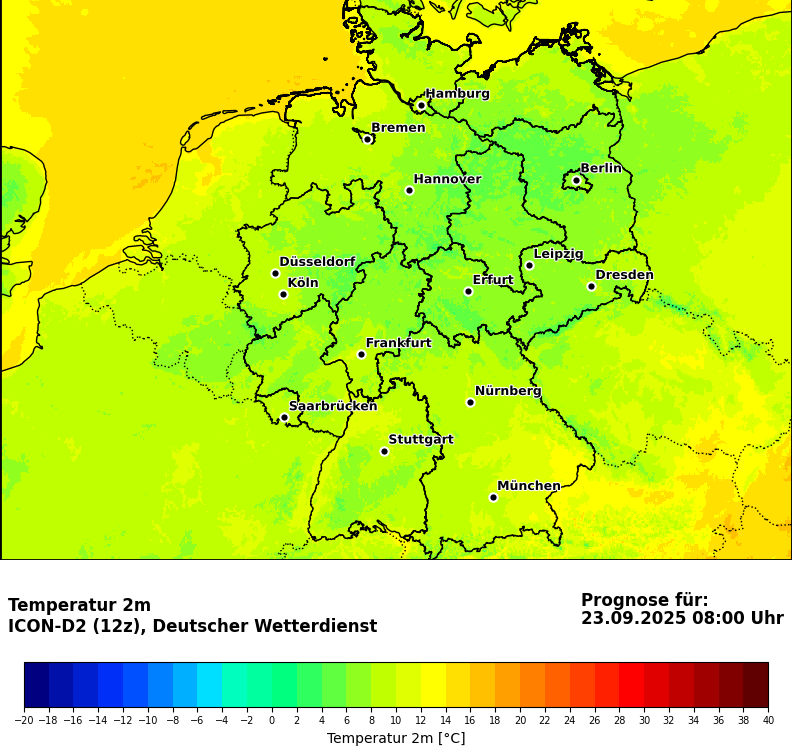 Hamburg
Bremen
Berlin
Hannover
Leipzig
Düsseldorf
Dresden
Erfurt
Köln
Frankfurt
Nürnberg
Saarbrücken
Stuttgart
München
Temperatur 2m
ICON-D2 (12z), Deutscher Wetterdienst
Prognose für:
23.09.2025 08:00 Uhr
−20 −18 −16 −14 −12 −10 −8 −6 −4 −2 0 2 4 6 8 10 12 14 16 18 20 22 24 26 28 30 32 34 36 38 40
Temperatur 2m [°C]